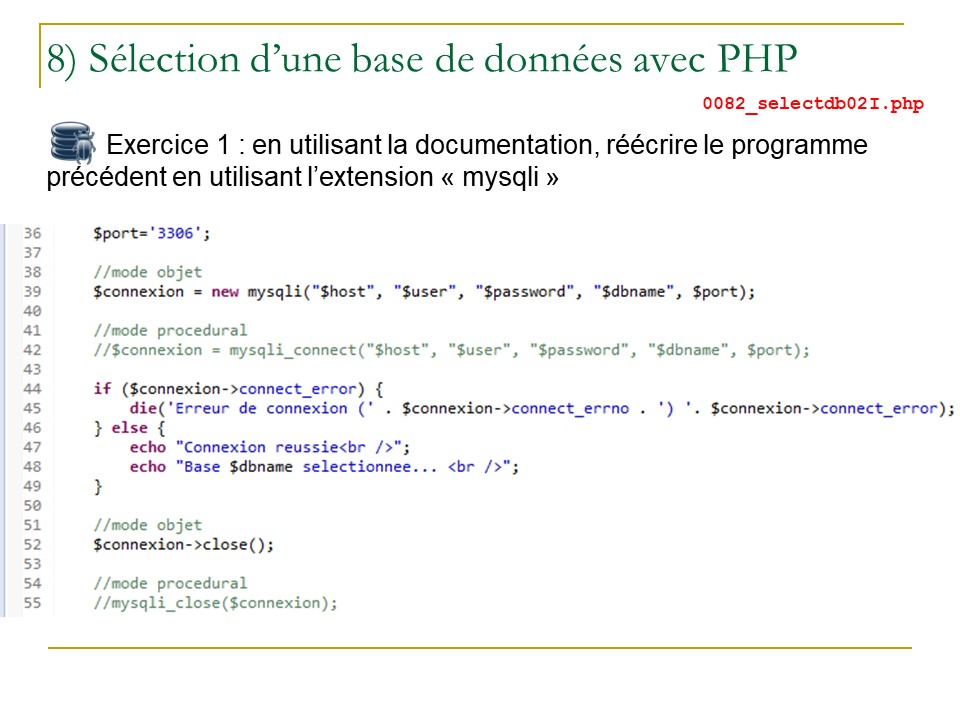 8) Sélection d’une base de données avec PHP
0082_selectdb02I.php
Exercice 1 : en utilisant la documentation, réécrire le programme
précédent en utilisant l’extension « mysqli »
36 $port='3306';
37
38 //mode objet
39 $connexion = new mysqli("$host", "$user", "$password", "$dbname", $port);
40
41 //mode procedural
42 //$connexion = mysqli_connect("$host", "$user", "$password", "$dbname", $port);
43
44 if ($connexion->connect_error) {
45 die('Erreur de connexion (' . $connexion->connect_errno . ') '. $connexion->connect_error);
46 } else {
47 echo "Connexion reussie<br />";
48 echo "Base $dbname selectionnee... <br />";
49 }
50
51 //mode objet
52 $connexion->close();
53
54 //mode procedural
55 //mysqli_close($connexion);